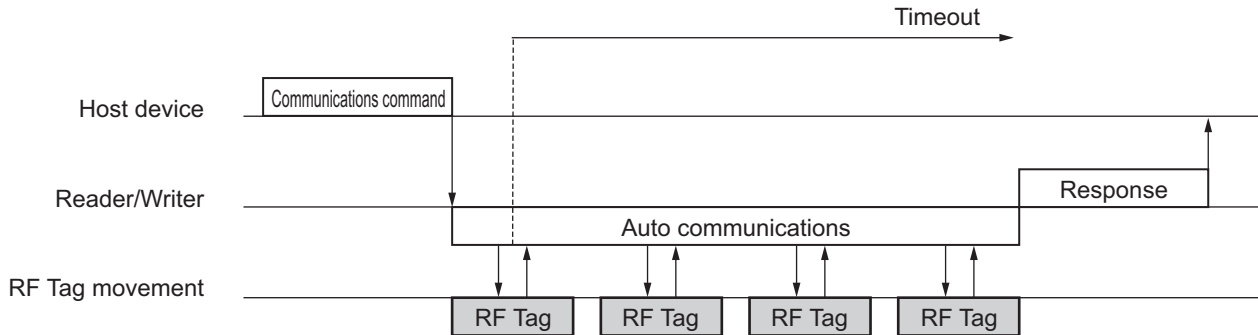 Timeout
Communications command
Host device
Response
Reader/Writer
Auto communications
RF Tag movement
RF Tag RF Tag RF Tag RF Tag